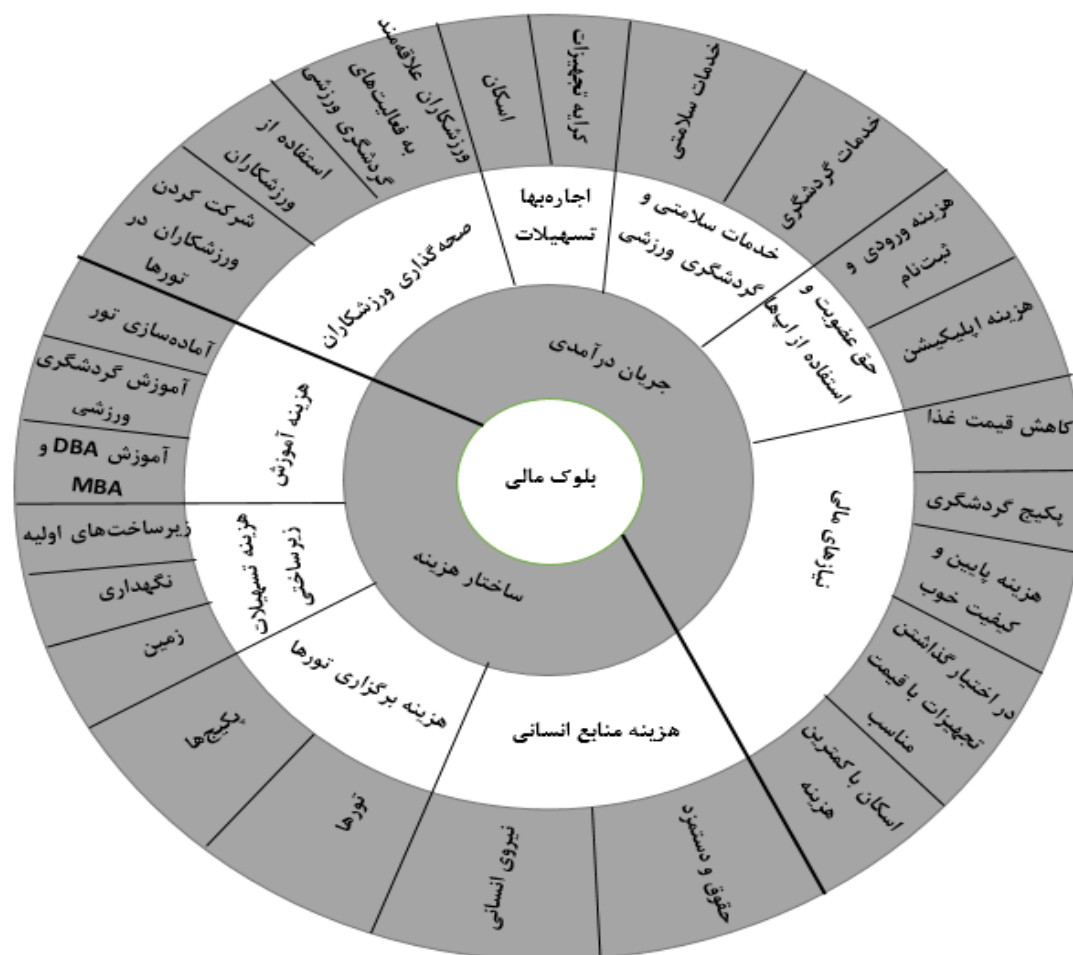 بلوک مالی
جریان درآمدی
ساختار هزینه
اجاره‌بها
تسهیلات
خدمات سلامتی و
گردشگری ورزشی
حق عضویت و
استفاده از اپ‌ها
نیازهای مالی
هزینه منابع انسانی
هزینه برگزاری تورها
هزینه تسهیلات
زیرساختی
هزینه آموزش
صحه‌گذاری ورزشکاران
اسکان
کرایه تجهیزات
خدمات سلامتی
خدمات گردشگری
هزینه ورودی و
ثبت‌نام
هزینه اپلیکیشن
کاهش قیمت غذا
پکیج گردشگری
هزینه پایین و
کیفیت خوب
در اختیار گذاشتن
تجهیزات با قیمت
مناسب
اسکان با کمترین
هزینه
حقوق و دستمزد
نیروی انسانی
تورها
پکیج‌ها
زمین
نگهداری
زیرساخت‌های اولیه
آموزش DBA و
MBA
آموزش گردشگری
ورزشی
آماده‌سازی تور
شرکت کردن
ورزشکاران در
تورها
استفاده از
ورزشکاران
ورزشکاران علاقه‌مند
به فعالیت‌های
گردشگری ورزشی